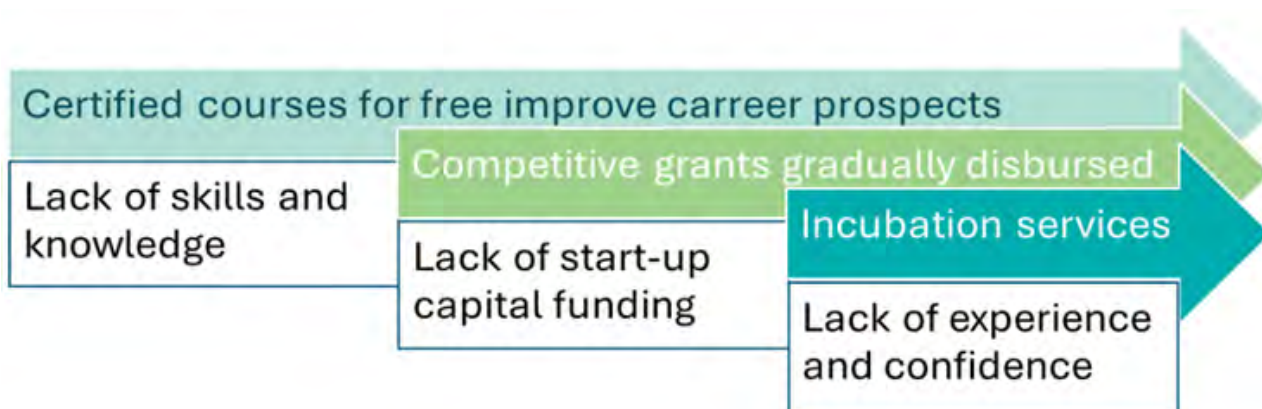 Certified courses for free improve carreer prospects
Lack of skills and
knowledge
Competitive grants gradually disbursed
Lack of start-up
capital funding
Incubation services
Lack of experience
and confidence